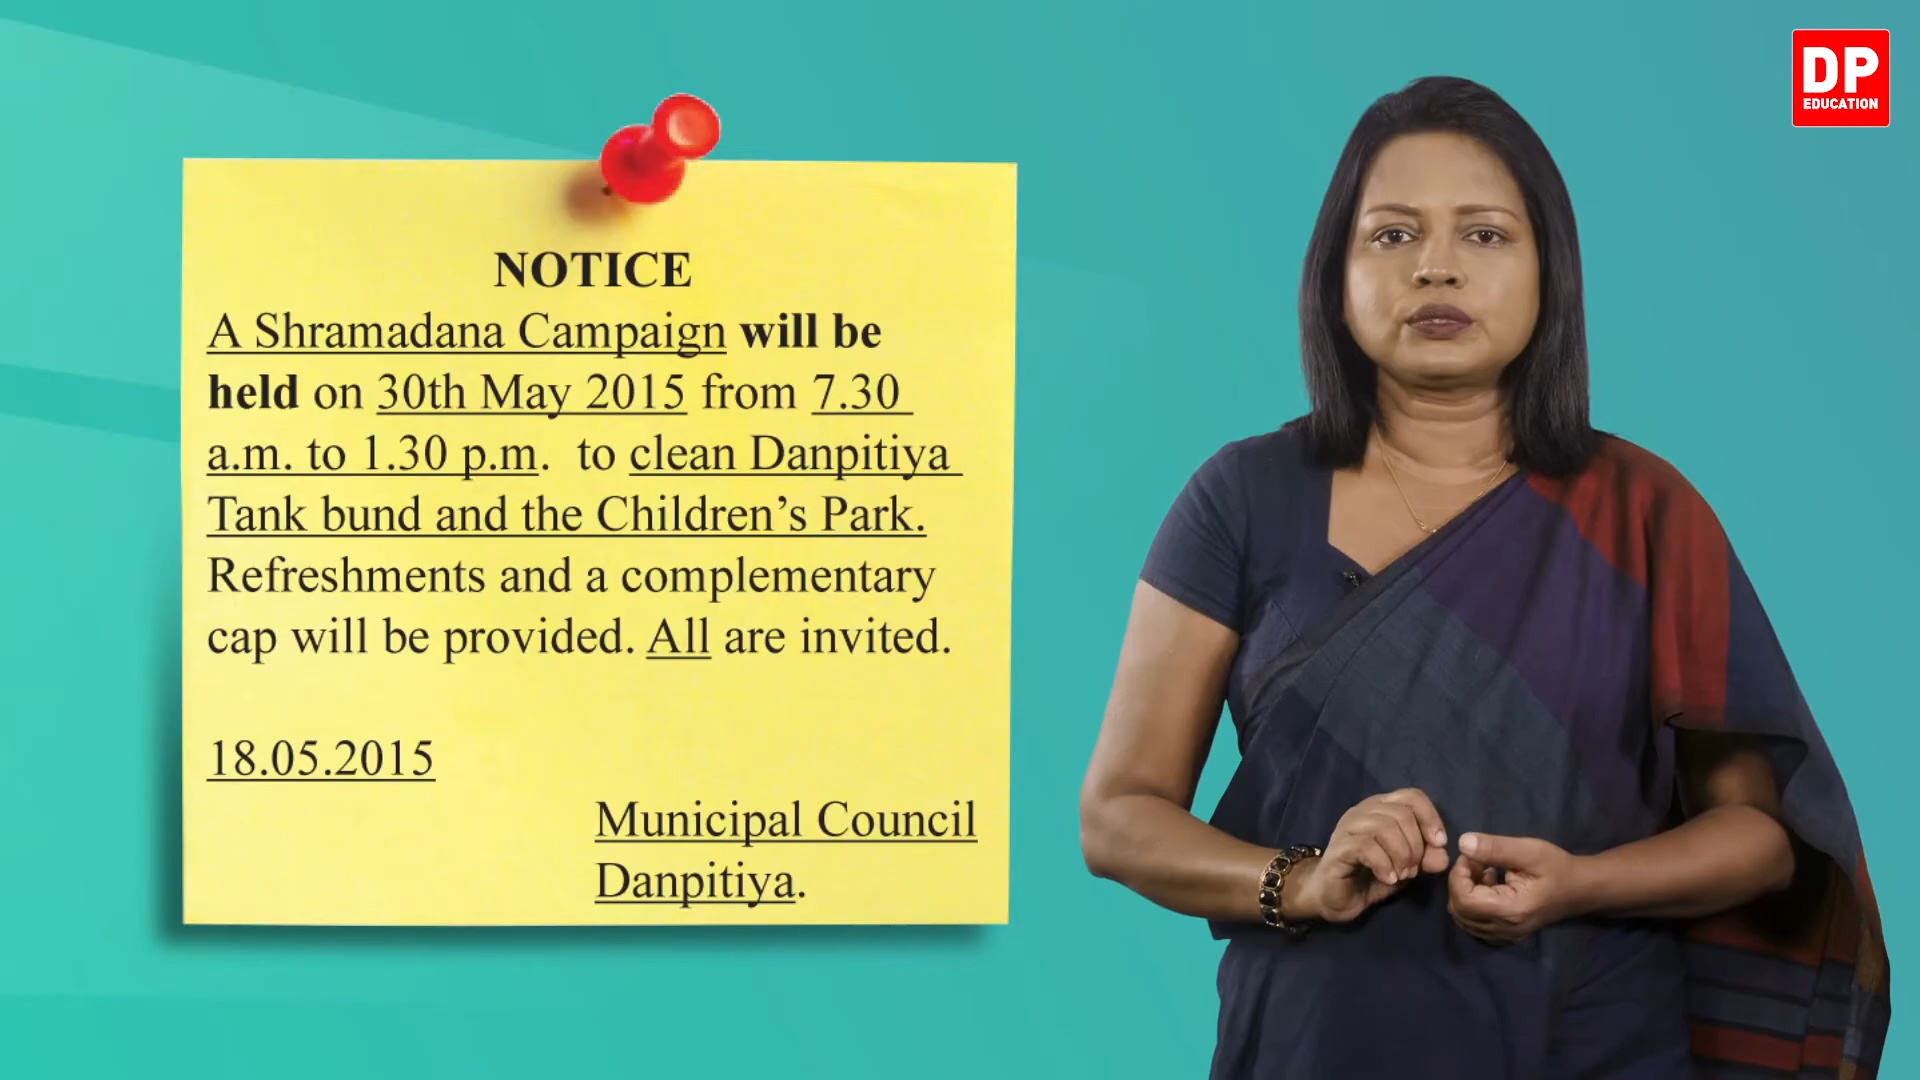 DP
EDUCATION
NOTICE
A Shramadana Campaign will be
held on 30th May 2015 from 7.30
a.m. to 1.30 p.m. to clean Danpitiya
Tank bund and the Children’s Park.
Refreshments and a complementary
cap will be provided. All are invited.
18.05.2015
Municipal Council
Danpitiya.